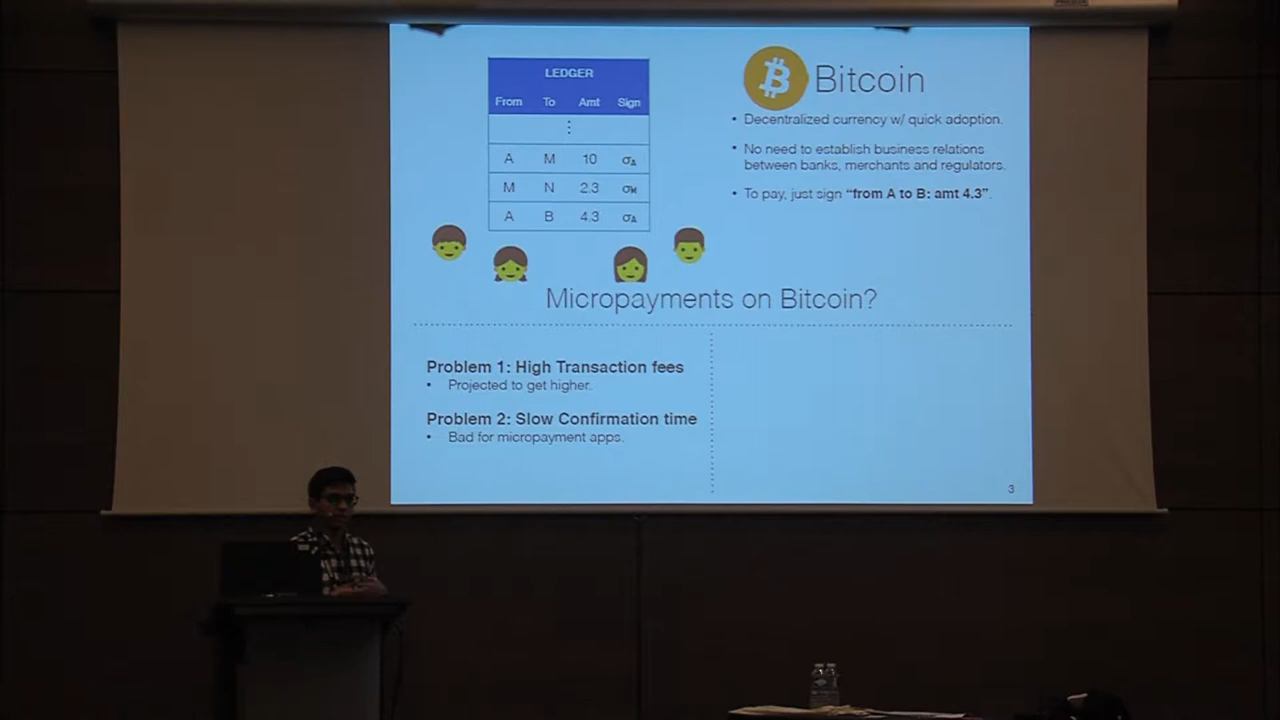 LEDGER
From To Amt Sign
⋮
A M 10 σA
M N 2.3 σM
A B 4.3 σA
Bitcoin
• Decentralized currency w/ quick adoption.
• No need to establish business relations
between banks, merchants and regulators.
• To pay, just sign “from A to B: amt 4.3”.
Micropayments on Bitcoin?
Problem 1: High Transaction fees
• Projected to get higher.
Problem 2: Slow Confirmation time
• Bad for micropayment apps.
3